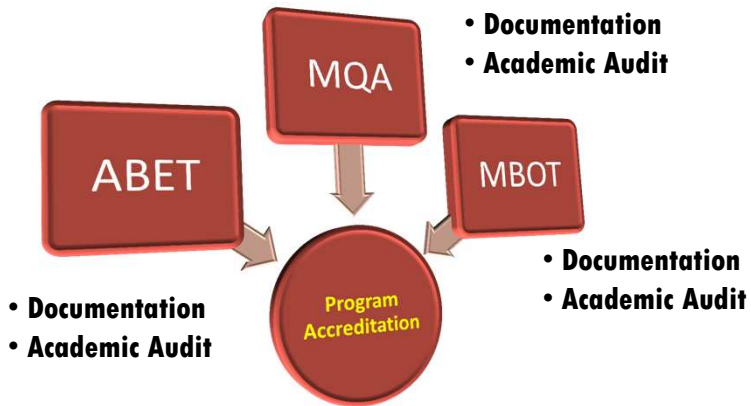 • Documentation
• Academic Audit
MQA
ABET
MBOT
• Documentation
• Academic Audit
Program
Accreditation
• Documentation
• Academic Audit